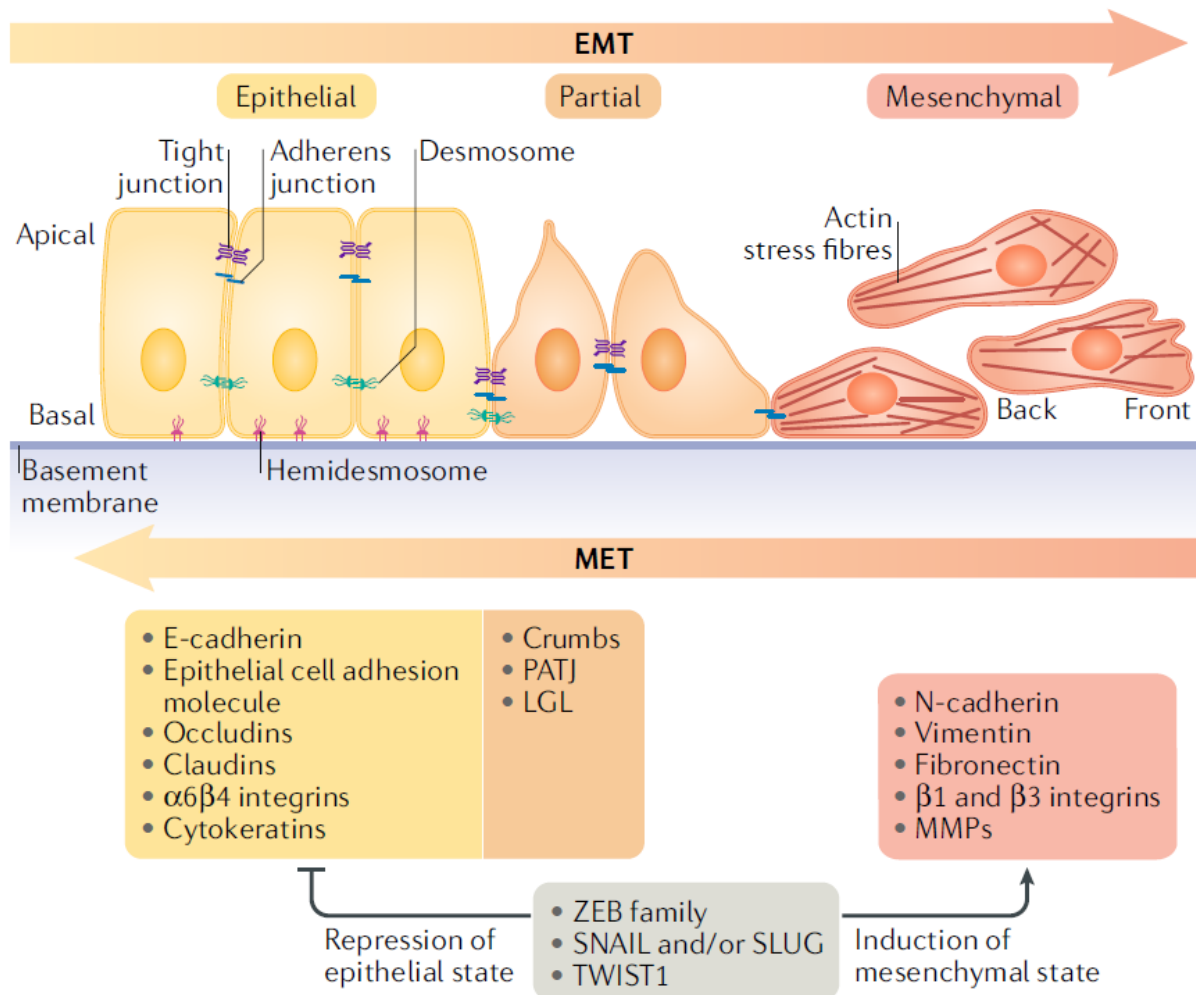 EMT
Epithelial
Partial
Mesenchymal
Tight
junction
Adherens
junction
Desmosome
Apical
Actin
stress fibres
Basal
Back
Front
Basement
membrane
Hemidesmosome
MET
• E-cadherin
• Epithelial cell adhesion
molecule
• Occludins
• Claudins
• α6β4 integrins
• Cytokeratins
• Crumbs
• PATJ
• LGL
• N-cadherin
• Vimentin
• Fibronectin
• β1 and β3 integrins
• MMPs
Repression of
epithelial state
• ZEB family
• SNAIL and/or SLUG
• TWIST1
Induction of
mesenchymal state